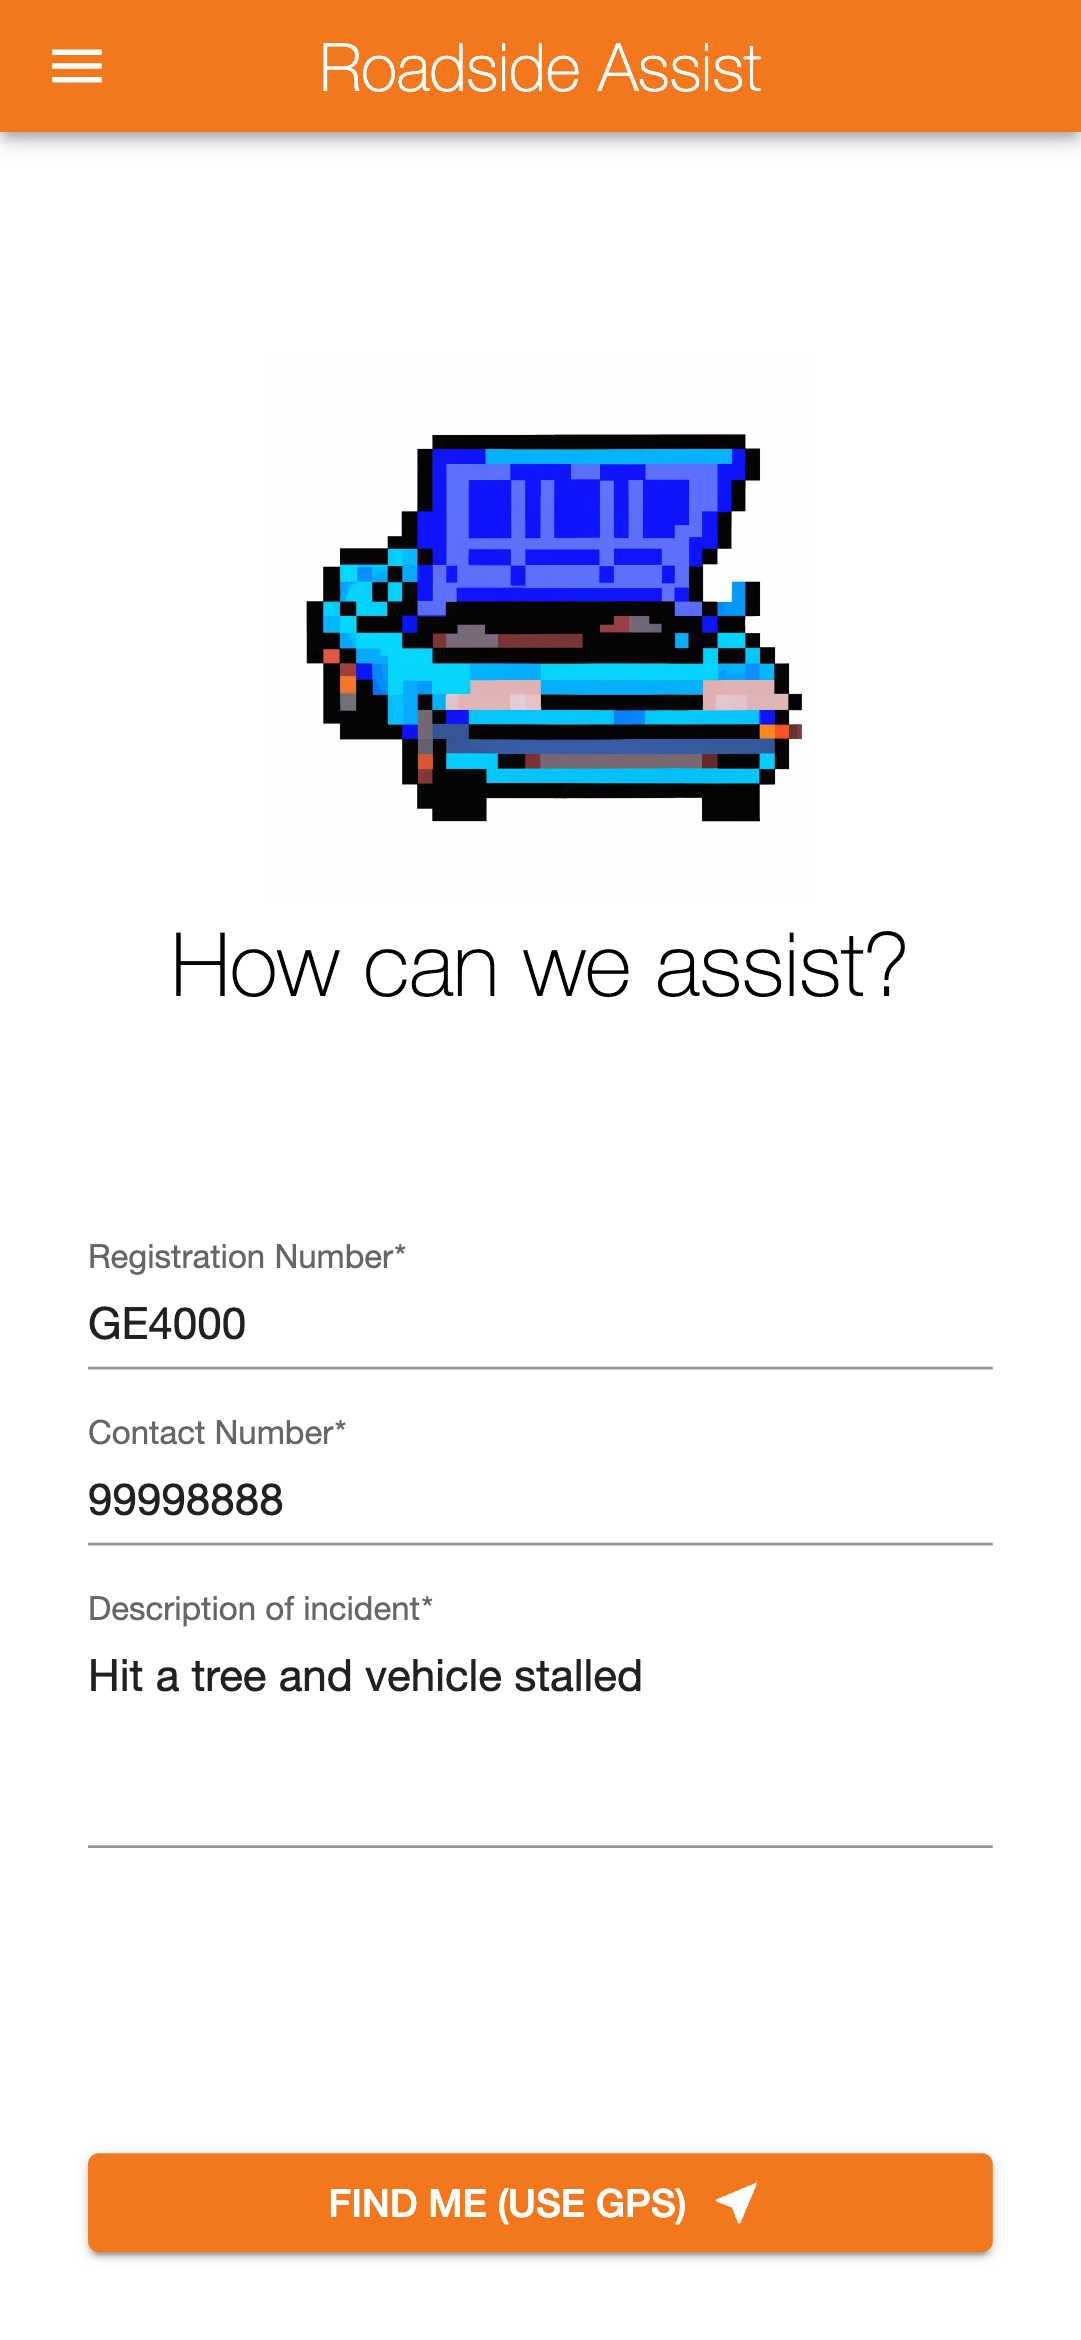 Roadside Assist
How can we assist?
Registration Number*
GE4000
Contact Number*
99998888
Description of incident*
Hit a tree and vehicle stalled
FIND ME (USE GPS)